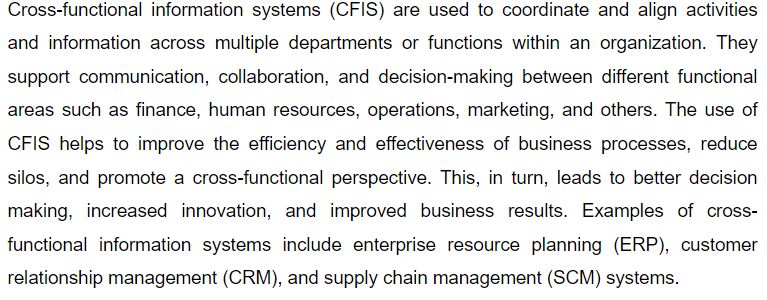 Cross-functional information systems (CFIS) are used to coordinate and align activities
and information across multiple departments or functions within an organization. They
support communication, collaboration, and decision-making between different functional
areas such as finance, human resources, operations, marketing, and others. The use of
CFIS helps to improve the efficiency and effectiveness of business processes, reduce
silos, and promote a cross-functional perspective. This, in turn, leads to better decision
making, increased innovation, and improved business results. Examples of cross-
functional information systems include enterprise resource planning (ERP), customer
relationship management (CRM), and supply chain management (SCM) systems.